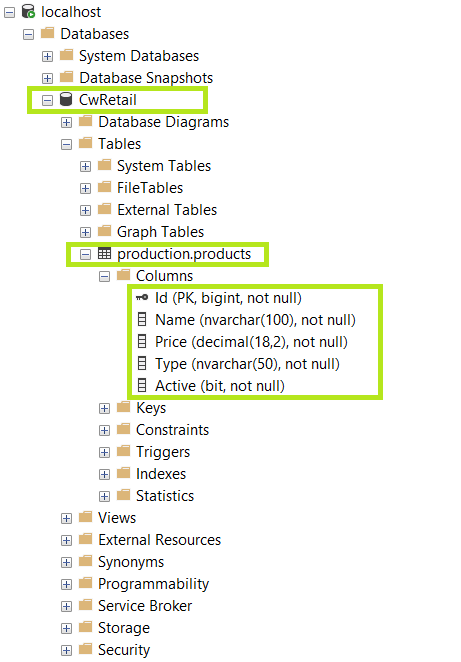 localhost
Databases
System Databases
Database Snapshots
CwRetail
Database Diagrams
Tables
System Tables
FileTables
External Tables
Graph Tables
production.products
Columns
Id (PK, bigint, not null)
Name (nvarchar(100), not null)
Price (decimal(18,2), not null)
Type (nvarchar(50), not null)
Active (bit, not null)
Keys
Constraints
Triggers
Indexes
Statistics
Views
External Resources
Synonyms
Programmability
Service Broker
Storage
Security